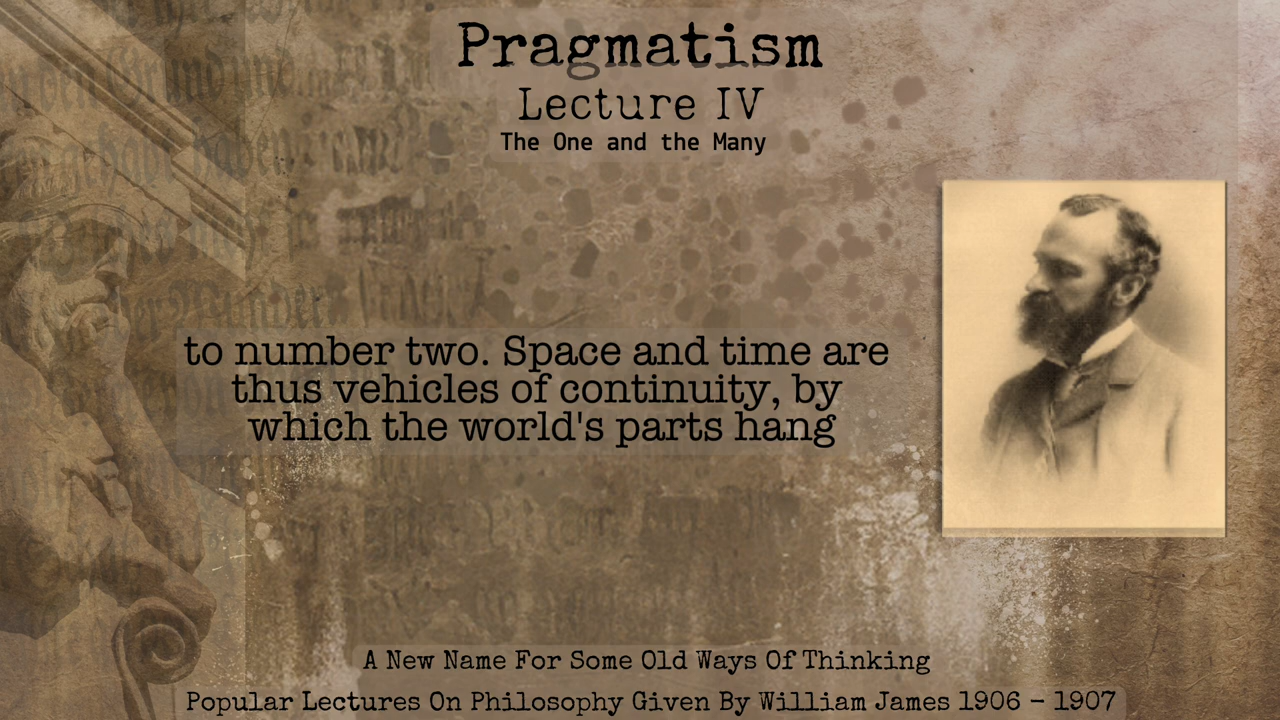 Pragmatism
Lecture IV
The One and the Many
to number two. Space and time are
thus vehicles of continuity, by
which the world's parts hang
A New Name For Some Old Ways Of Thinking
Popular Lectures On Philosophy Given By William James 1906 - 1907